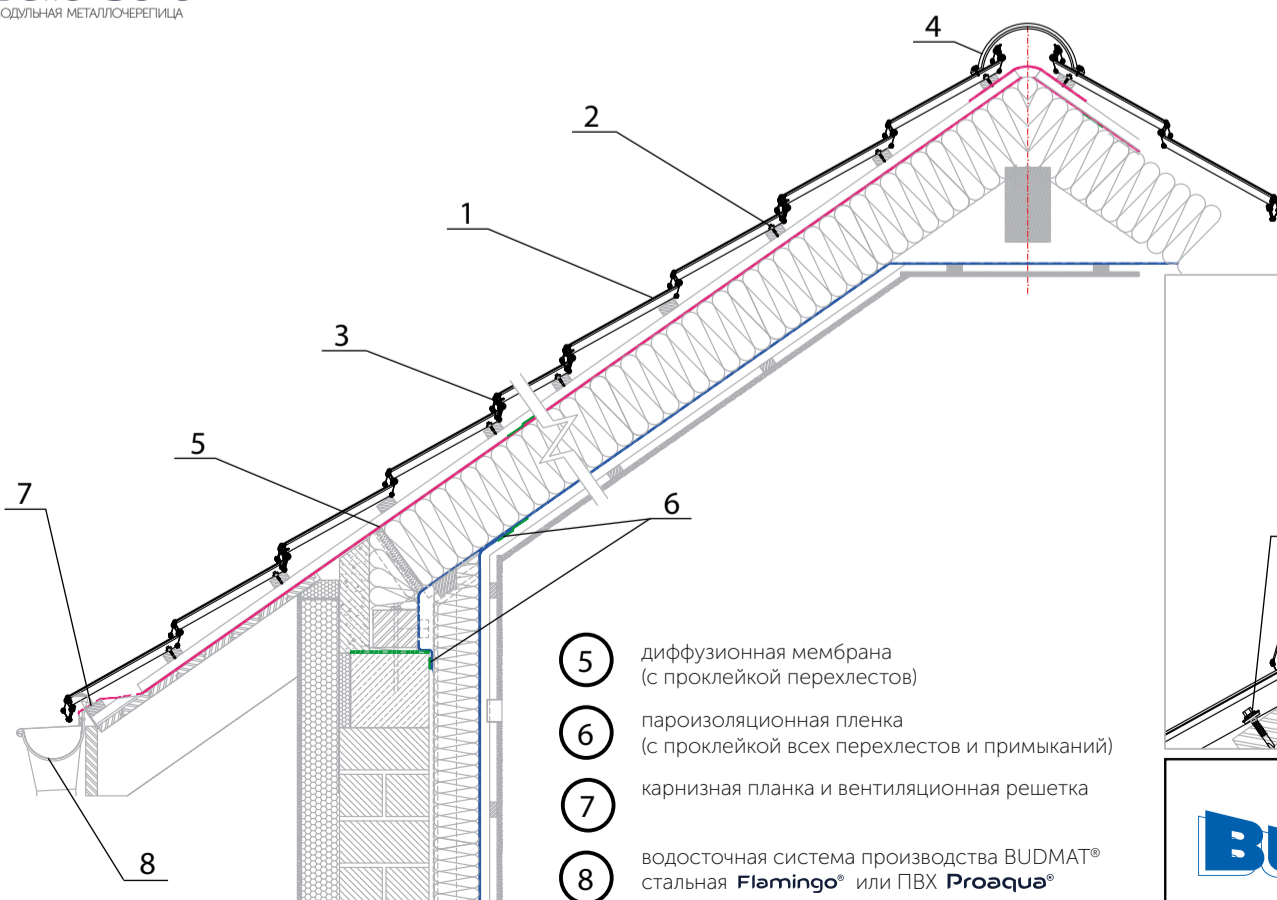 МОДУЛЬНАЯ МЕТАЛЛОЧЕРЕПИЦА
4
2
1
3
5
7
6
8
5 диффузионная мембрана
(с проклейкой перехлестов)
6 пароизоляционная пленка
(с проклейкой всех перехлестов и примыканий)
7 карнизная планка и вентиляционная решетка
8 водосточная система производства BUDMAT®
стальная Flamingo® или ПВХ Proaqua®